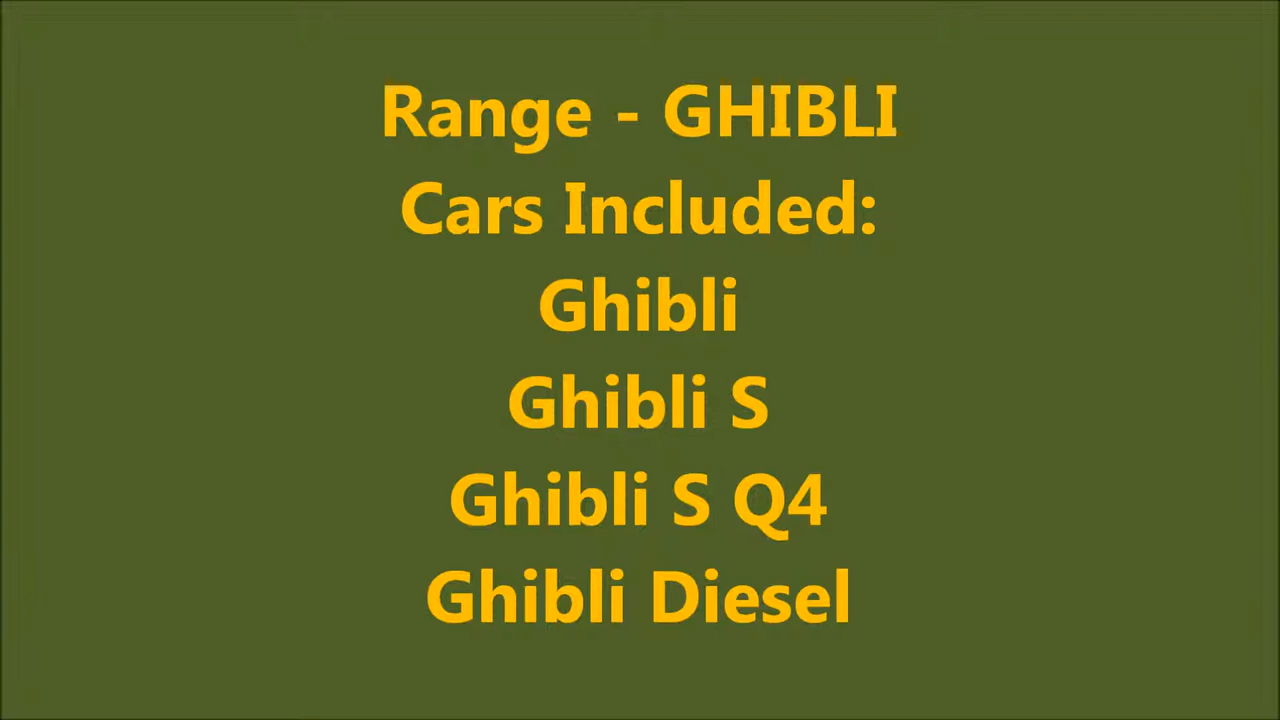 Range - GHIBLI
Cars Included:
Ghibli
Ghibli S
Ghibli S Q4
Ghibli Diesel